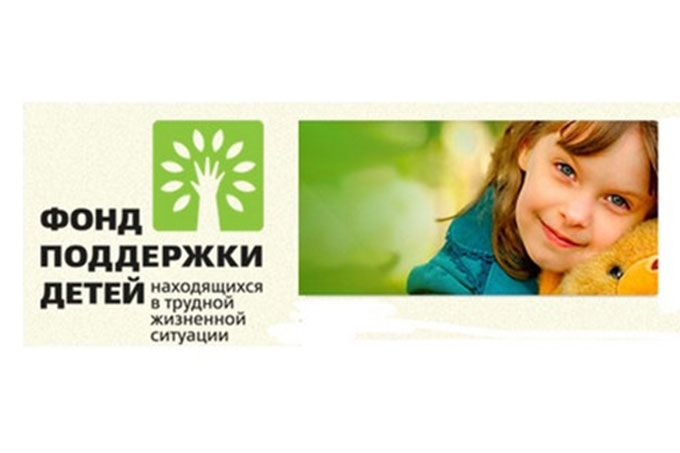 ФОНД
ПОДДЕРЖКИ
ДЕТЕЙ
находящихся
в трудной
жизненной
ситуации